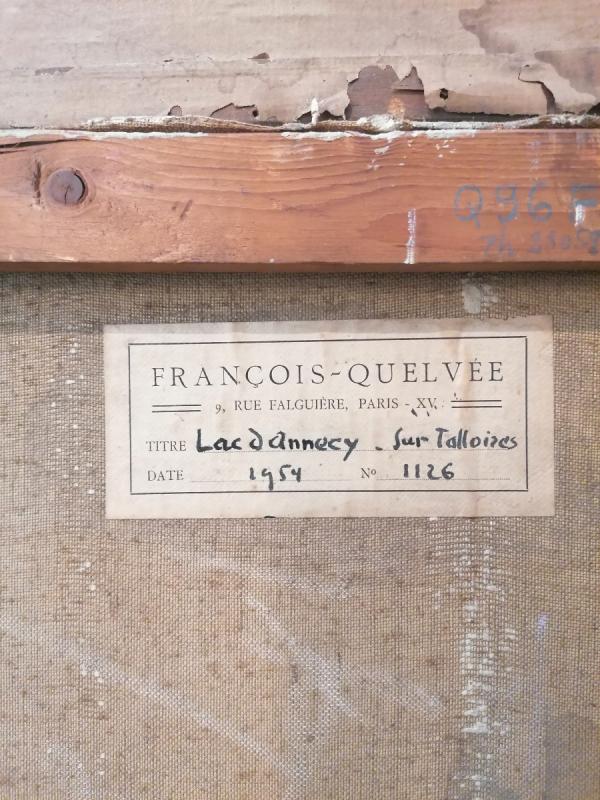 Q96 F
FRANÇOIS-QUELVÉE
9, RUE FALGUIÈRE, PARIS - XV.
TITRE Lac d'annecy . Sur Talloires
DATE 1954 No 1126